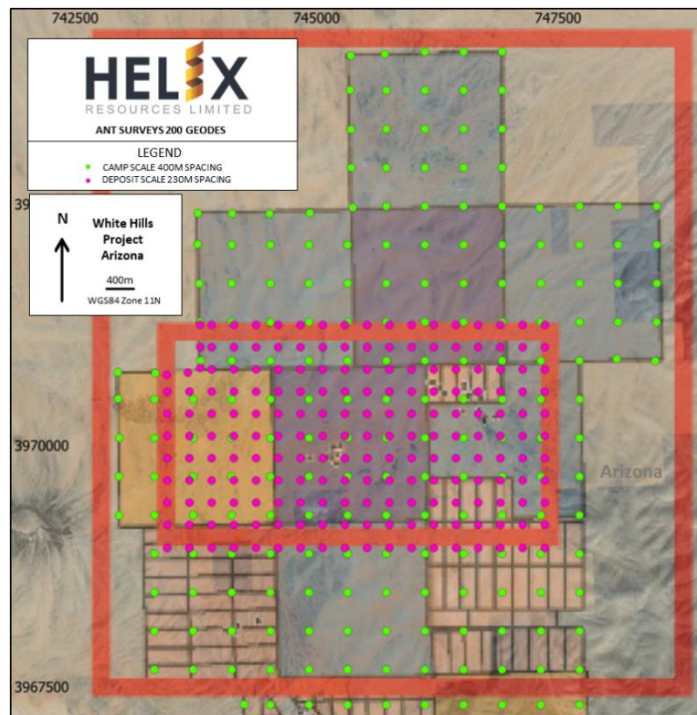 742500
745000
747500
HELIX
RESOURCES LIMITED
ANT SURVEYS 200 GEODES
LEGEND
CAMP SCALE 400M SPACING
DEPOSIT SCALE 230M SPACING
N
White Hills
Project
Arizona
400m
WGS84 Zone 11N
3970000
Arizona
3967500